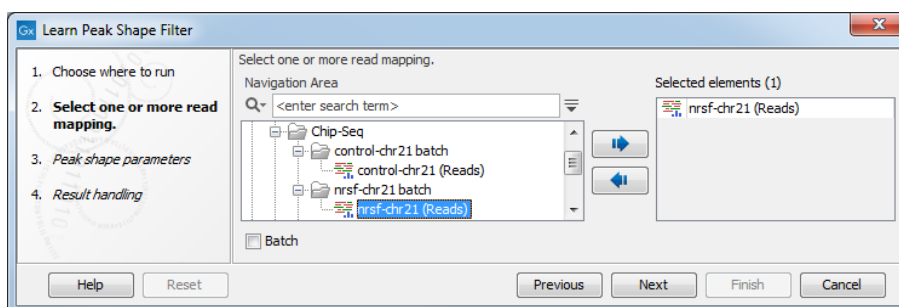 Gx Learn Peak Shape Filter
1. Choose where to run
2. Select one or more read
mapping.
3. Peak shape parameters
4. Result handling
Select one or more read mapping.
Navigation Area
<enter search term>
Chip-Seq
control-chr21 batch
control-chr21 (Reads)
nrsf-chr21 batch
nrsf-chr21 (Reads)
Batch
Selected elements (1)
nrsf-chr21 (Reads)
Help Reset Previous Next Finish Cancel